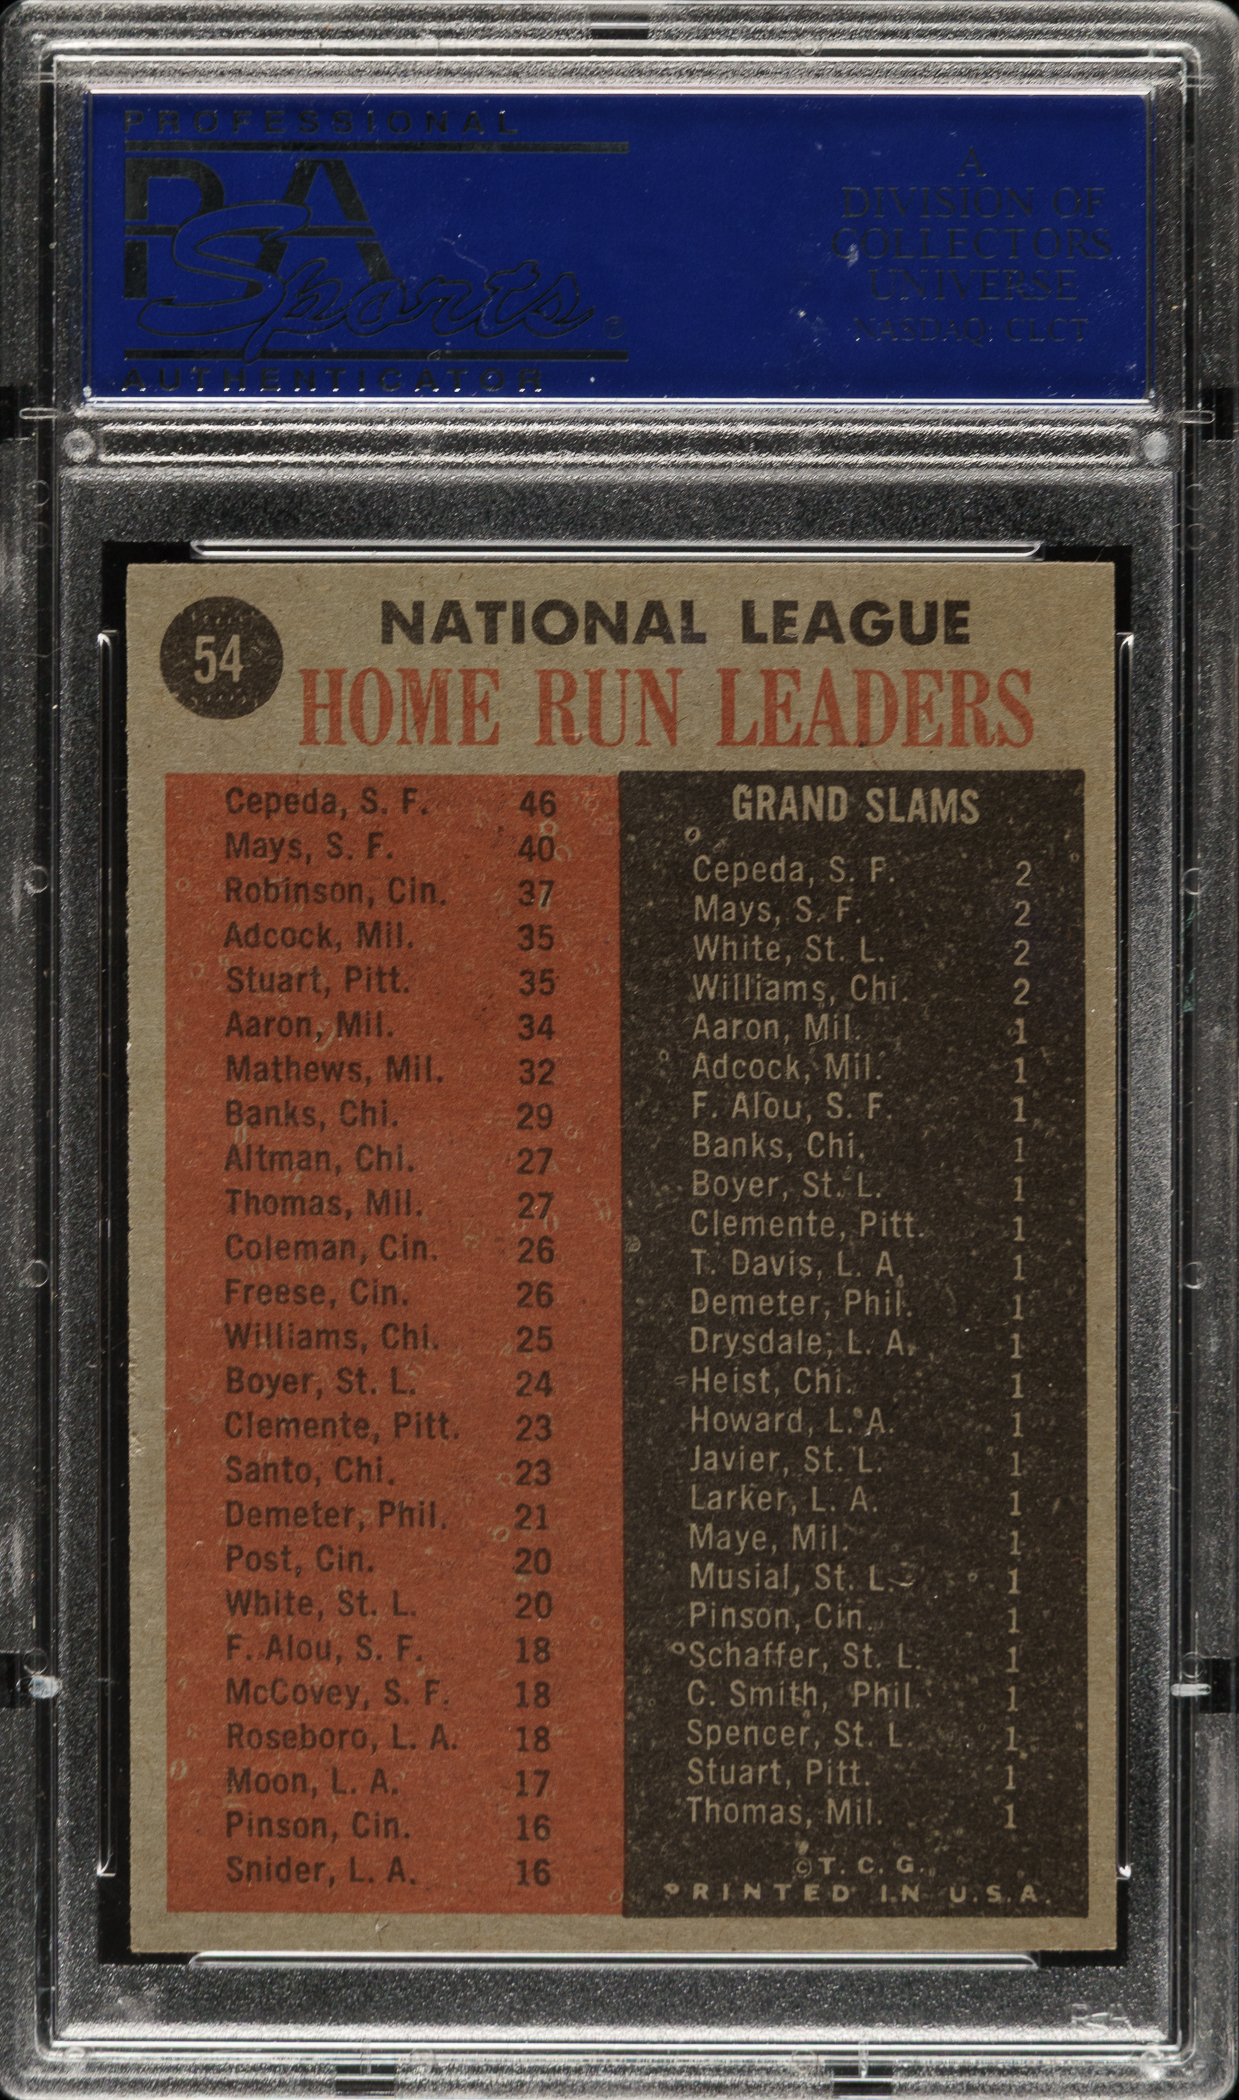 PROFESSIONAL
PSA
Sports ®
AUTHENTICATOR
A
DIVISION OF
COLLECTORS
UNIVERSE
NASDAQ: CLCT
54
NATIONAL LEAGUE
HOME RUN LEADERS
Cepeda, S. F. 46
Mays, S. F. 40
Robinson, Cin. 37
Adcock, Mil. 35
Stuart, Pitt. 35
Aaron, Mil. 34
Mathews, Mil. 32
Banks, Chi. 29
Altman, Chi. 27
Thomas, Mil. 27
Coleman, Cin. 26
Freese, Cin. 26
Williams, Chi. 25
Boyer, St. L. 24
Clemente, Pitt. 23
Santo, Chi. 23
Demeter, Phil. 21
Post, Cin. 20
White, St. L. 20
F. Alou, S. F. 18
McCovey, S. F. 18
Roseboro, L. A. 18
Moon, L. A. 17
Pinson, Cin. 16
Snider, L. A. 16
GRAND SLAMS
Cepeda, S. F. 2
Mays, S. F. 2
White, St. L. 2
Williams, Chi. 2
Aaron, Mil. 1
Adcock, Mil. 1
F. Alou, S. F. 1
Banks, Chi. 1
Boyer, St. L. 1
Clemente, Pitt. 1
T. Davis, L. A. 1
Demeter, Phil. 1
Drysdale, L. A. 1
Heist, Chi. 1
Howard, L. A. 1
Javier, St. L. 1
Larker, L. A. 1
Maye, Mil. 1
Musial, St. L. 1
Pinson, Cin. 1
Schaffer, St. L. 1
C. Smith, Phil. 1
Spencer, St. L. 1
Stuart, Pitt. 1
Thomas, Mil. 1
© T. C. G.
PRINTED IN U.S.A.
PSA